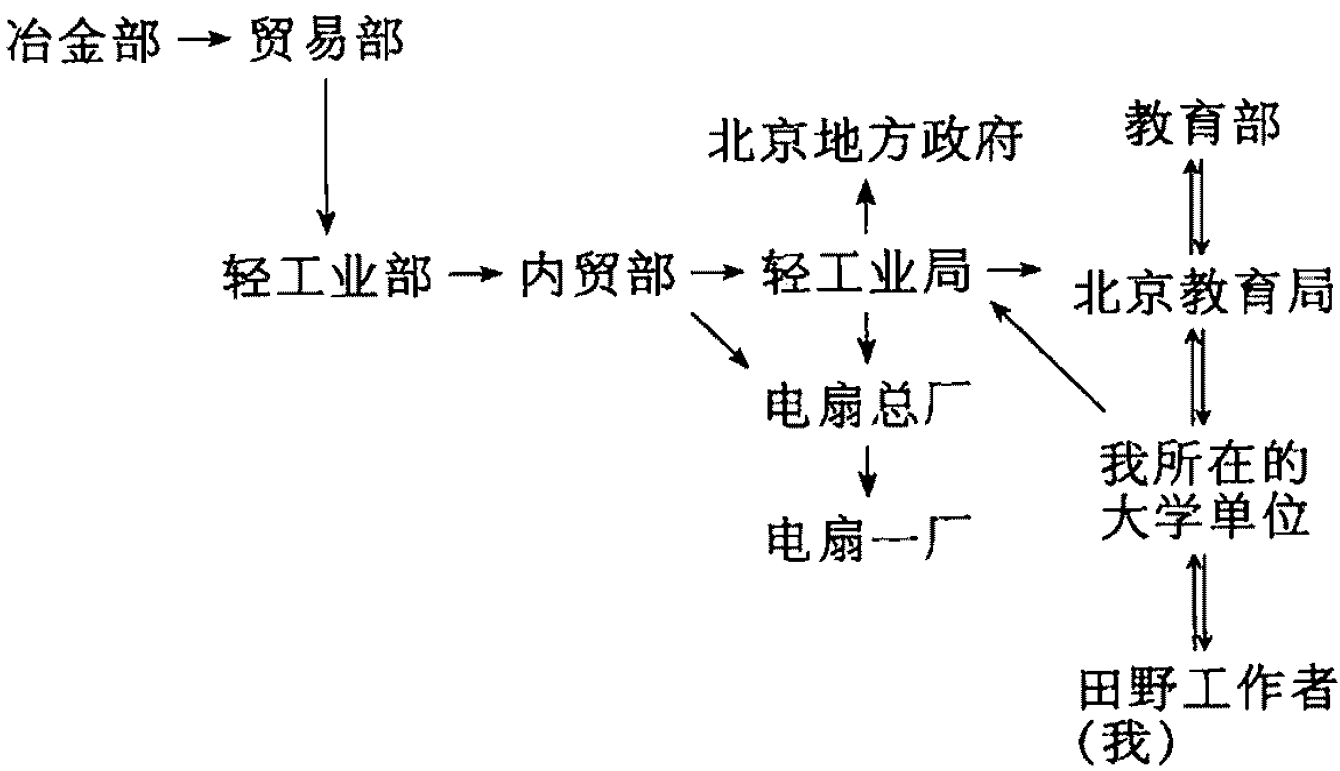 冶金部
贸易部
北京地方政府
教育部
轻工业部
内贸部
轻工业局
北京教育局
电扇总厂
我所在的
大学单位
电扇一厂
田野工作者
(我)